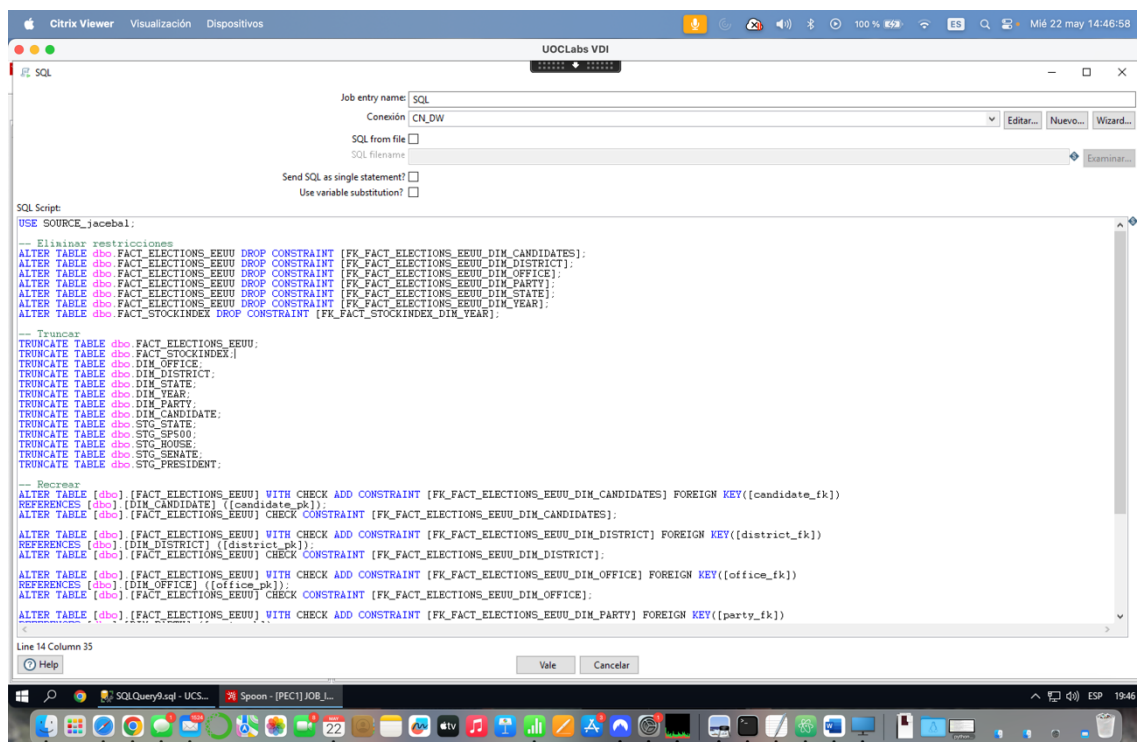 Citrix Viewer Visualización Dispositivos 100 % ES Mié 22 may 14:46:58
UOCLabs VDI
SQL
Job entry name: SQL
Conexión CN_DW Editar... Nuevo... Wizard...
SQL from file
SQL filename Examinar...
Send SQL as single statement?
Use variable substitution?
SQL Script:
USE SOURCE_jacebal;
-- Eliminar restricciones
ALTER TABLE dbo.FACT_ELECTIONS_EEUU DROP CONSTRAINT [FK_FACT_ELECTIONS_EEUU_DIM_CANDIDATES];
ALTER TABLE dbo.FACT_ELECTIONS_EEUU DROP CONSTRAINT [FK_FACT_ELECTIONS_EEUU_DIM_DISTRICT];
ALTER TABLE dbo.FACT_ELECTIONS_EEUU DROP CONSTRAINT [FK_FACT_ELECTIONS_EEUU_DIM_OFFICE];
ALTER TABLE dbo.FACT_ELECTIONS_EEUU DROP CONSTRAINT [FK_FACT_ELECTIONS_EEUU_DIM_PARTY];
ALTER TABLE dbo.FACT_ELECTIONS_EEUU DROP CONSTRAINT [FK_FACT_ELECTIONS_EEUU_DIM_STATE];
ALTER TABLE dbo.FACT_ELECTIONS_EEUU DROP CONSTRAINT [FK_FACT_ELECTIONS_EEUU_DIM_YEAR];
ALTER TABLE dbo.FACT_STOCKINDEX DROP CONSTRAINT [FK_FACT_STOCKINDEX_DIM_YEAR];
-- Truncar
TRUNCATE TABLE dbo.FACT_ELECTIONS_EEUU;
TRUNCATE TABLE dbo.FACT_STOCKINDEX;
TRUNCATE TABLE dbo.DIM_OFFICE;
TRUNCATE TABLE dbo.DIM_DISTRICT;
TRUNCATE TABLE dbo.DIM_STATE;
TRUNCATE TABLE dbo.DIM_YEAR;
TRUNCATE TABLE dbo.DIM_PARTY;
TRUNCATE TABLE dbo.DIM_CANDIDATE;
TRUNCATE TABLE dbo.STG_STATE;
TRUNCATE TABLE dbo.STG_SP500;
TRUNCATE TABLE dbo.STG_HOUSE;
TRUNCATE TABLE dbo.STG_SENATE;
TRUNCATE TABLE dbo.STG_PRESIDENT;
-- Recrear
ALTER TABLE [dbo].[FACT_ELECTIONS_EEUU] WITH CHECK ADD CONSTRAINT [FK_FACT_ELECTIONS_EEUU_DIM_CANDIDATES] FOREIGN KEY([candidate_fk])
REFERENCES [dbo].[DIM_CANDIDATE] ([candidate_pk]);
ALTER TABLE [dbo].[FACT_ELECTIONS_EEUU] CHECK CONSTRAINT [FK_FACT_ELECTIONS_EEUU_DIM_CANDIDATES];
ALTER TABLE [dbo].[FACT_ELECTIONS_EEUU] WITH CHECK ADD CONSTRAINT [FK_FACT_ELECTIONS_EEUU_DIM_DISTRICT] FOREIGN KEY([district_fk])
REFERENCES [dbo].[DIM_DISTRICT] ([district_pk]);
ALTER TABLE [dbo].[FACT_ELECTIONS_EEUU] CHECK CONSTRAINT [FK_FACT_ELECTIONS_EEUU_DIM_DISTRICT];
ALTER TABLE [dbo].[FACT_ELECTIONS_EEUU] WITH CHECK ADD CONSTRAINT [FK_FACT_ELECTIONS_EEUU_DIM_OFFICE] FOREIGN KEY([office_fk])
REFERENCES [dbo].[DIM_OFFICE] ([office_pk]);
ALTER TABLE [dbo].[FACT_ELECTIONS_EEUU] CHECK CONSTRAINT [FK_FACT_ELECTIONS_EEUU_DIM_OFFICE];
ALTER TABLE [dbo].[FACT_ELECTIONS_EEUU] WITH CHECK ADD CONSTRAINT [FK_FACT_ELECTIONS_EEUU_DIM_PARTY] FOREIGN KEY([party_fk])
Line 14 Column 35
Help Vale Cancelar
SQLQuery9.sql - UCS... Spoon - [PEC1] JOB_I... ESP 19:46